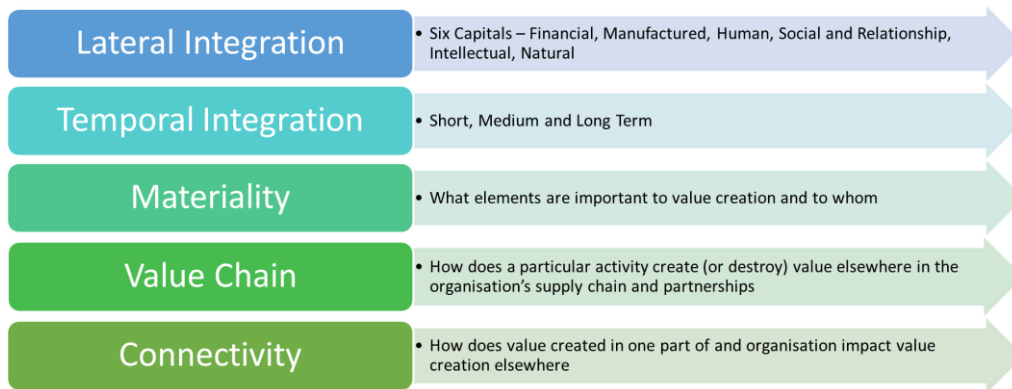 Lateral Integration
• Six Capitals – Financial, Manufactured, Human, Social and Relationship,
Intellectual, Natural
Temporal Integration
• Short, Medium and Long Term
Materiality
• What elements are important to value creation and to whom
Value Chain
• How does a particular activity create (or destroy) value elsewhere in the
organisation’s supply chain and partnerships
Connectivity
• How does value created in one part of and organisation impact value
creation elsewhere